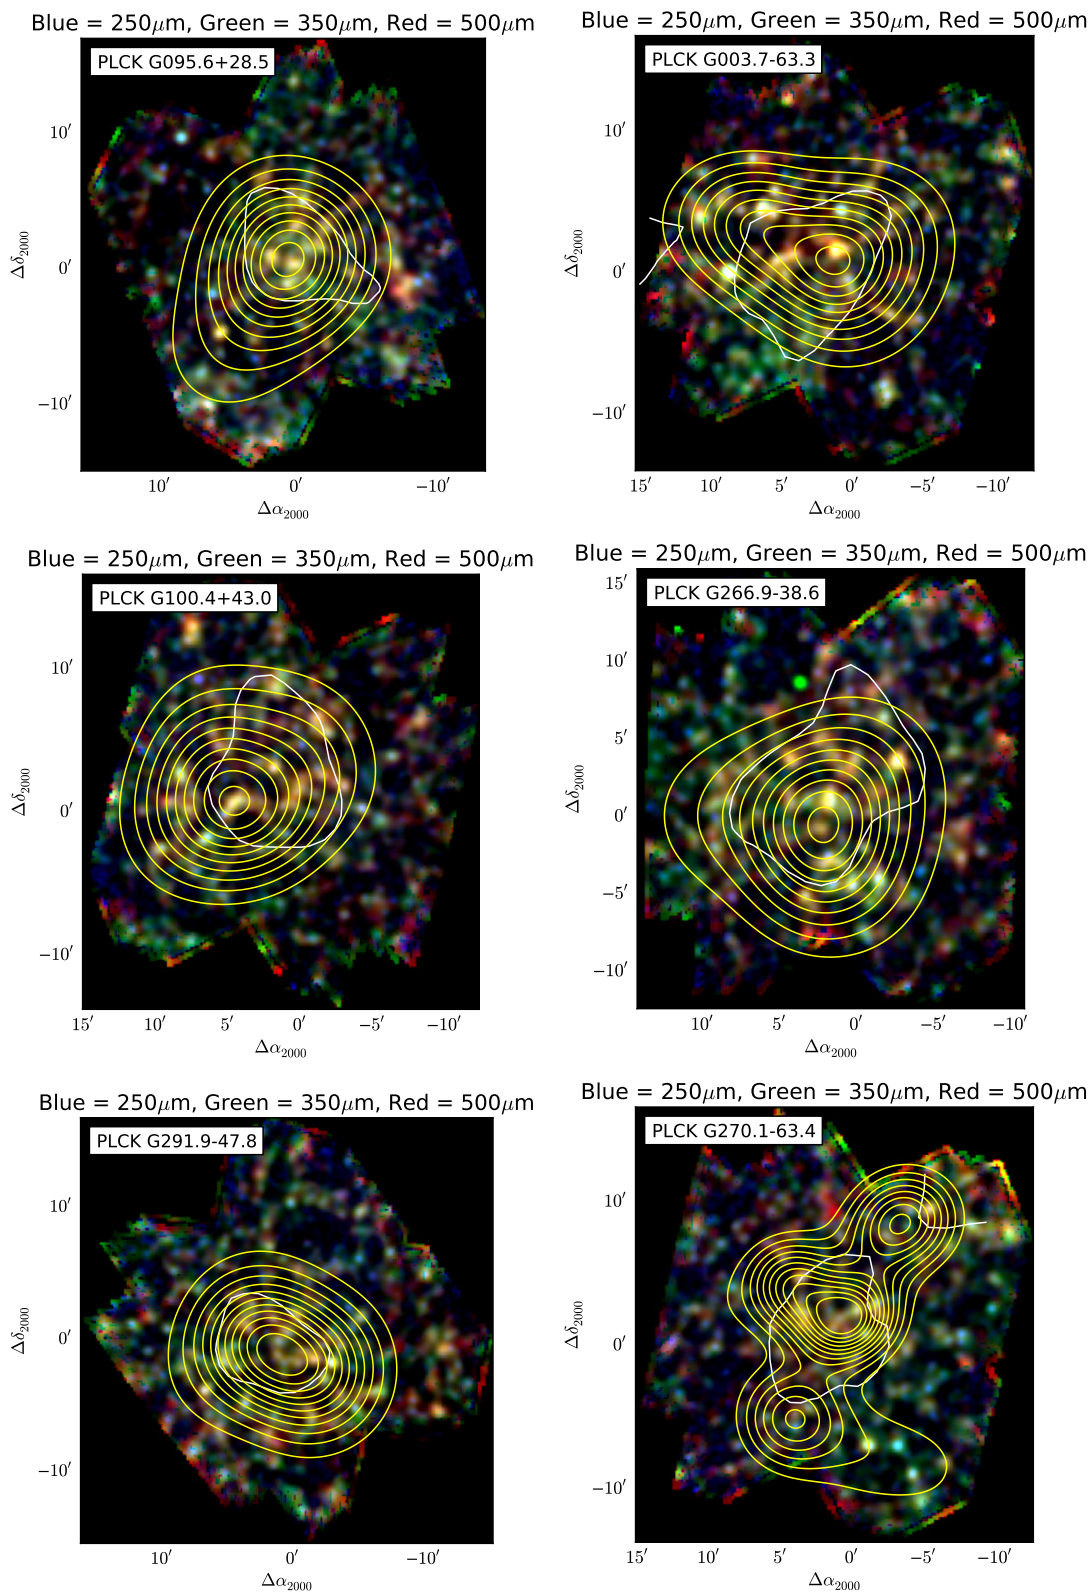 Blue = 250μm, Green = 350μm, Red = 500μm
PLCK G095.6+28.5
10′
0′
−10′
Δδ2000
10′ 0′ −10′
Δα2000
Blue = 250μm, Green = 350μm, Red = 500μm
PLCK G003.7-63.3
10′
0′
−10′
Δδ2000
15′ 10′ 5′ 0′ −5′ −10′
Δα2000
Blue = 250μm, Green = 350μm, Red = 500μm
PLCK G100.4+43.0
10′
0′
−10′
Δδ2000
15′ 10′ 5′ 0′ −5′ −10′
Δα2000
Blue = 250μm, Green = 350μm, Red = 500μm
PLCK G266.9-38.6
15′
10′
5′
0′
−5′
−10′
Δδ2000
10′ 5′ 0′ −5′ −10′
Δα2000
Blue = 250μm, Green = 350μm, Red = 500μm
PLCK G291.9-47.8
10′
0′
−10′
Δδ2000
10′ 0′ −10′
Δα2000
Blue = 250μm, Green = 350μm, Red = 500μm
PLCK G270.1-63.4
10′
0′
−10′
Δδ2000
15′ 10′ 5′ 0′ −5′ −10′
Δα2000